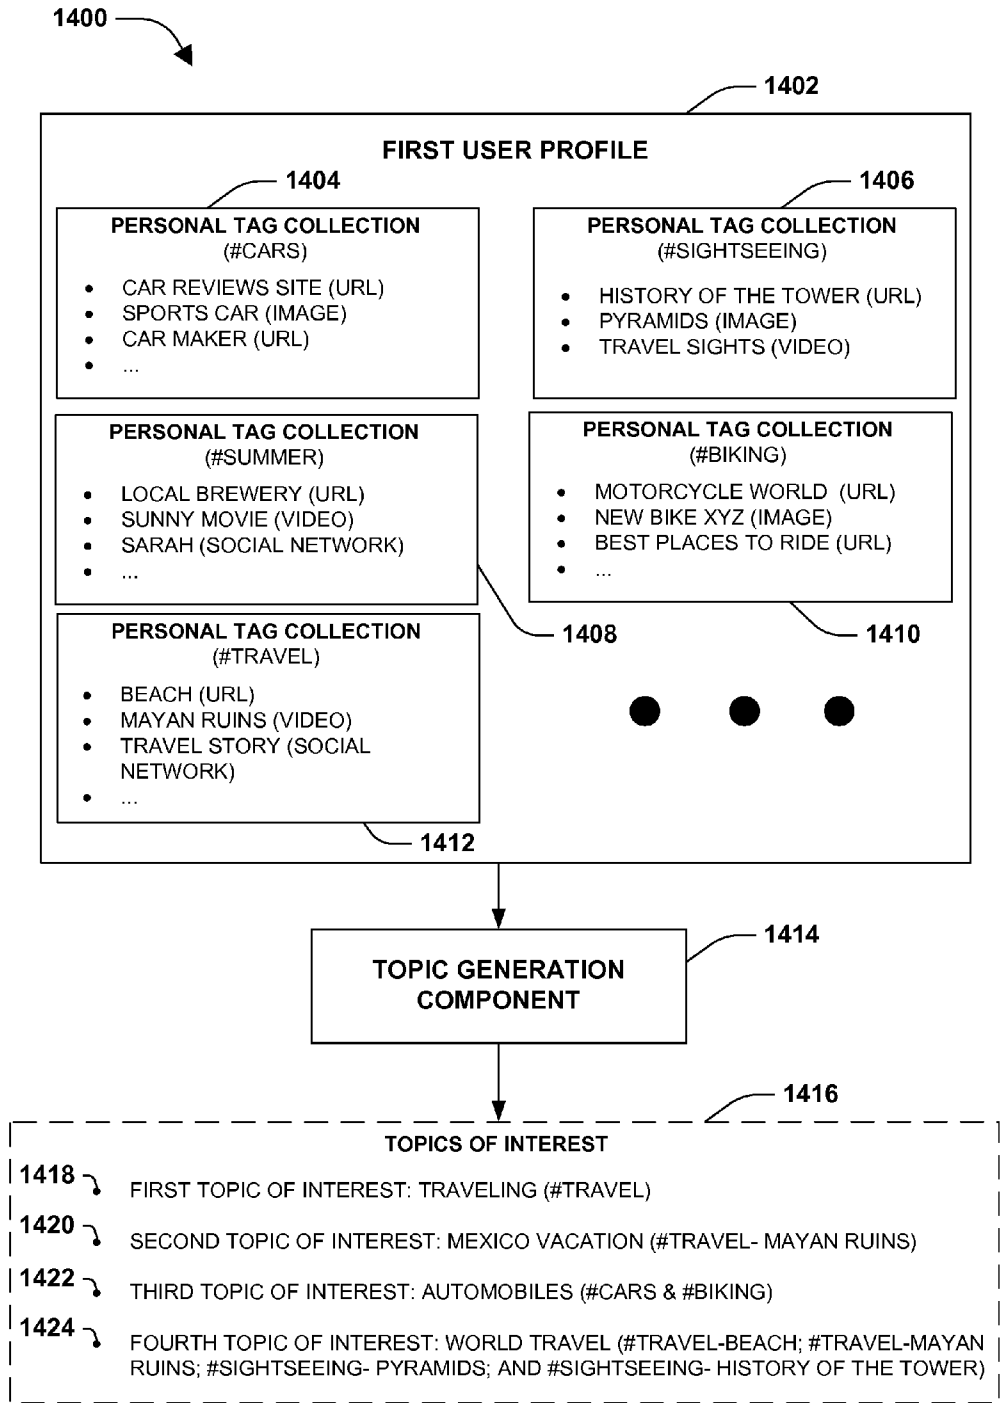 1400
1402
FIRST USER PROFILE
1404
PERSONAL TAG COLLECTION
(#CARS)
• CAR REVIEWS SITE (URL)
• SPORTS CAR (IMAGE)
• CAR MAKER (URL)
• ...
1406
PERSONAL TAG COLLECTION
(#SIGHTSEEING)
• HISTORY OF THE TOWER (URL)
• PYRAMIDS (IMAGE)
• TRAVEL SIGHTS (VIDEO)
PERSONAL TAG COLLECTION
(#SUMMER)
• LOCAL BREWERY (URL)
• SUNNY MOVIE (VIDEO)
• SARAH (SOCIAL NETWORK)
• ...
1408
PERSONAL TAG COLLECTION
(#BIKING)
• MOTORCYCLE WORLD (URL)
• NEW BIKE XYZ (IMAGE)
• BEST PLACES TO RIDE (URL)
• ...
1410
PERSONAL TAG COLLECTION
(#TRAVEL)
• BEACH (URL)
• MAYAN RUINS (VIDEO)
• TRAVEL STORY (SOCIAL
NETWORK)
• ...
1412
1414
TOPIC GENERATION
COMPONENT
1416
TOPICS OF INTEREST
1418
• FIRST TOPIC OF INTEREST: TRAVELING (#TRAVEL)
1420
• SECOND TOPIC OF INTEREST: MEXICO VACATION (#TRAVEL- MAYAN RUINS)
1422
• THIRD TOPIC OF INTEREST: AUTOMOBILES (#CARS & #BIKING)
1424
• FOURTH TOPIC OF INTEREST: WORLD TRAVEL (#TRAVEL-BEACH; #TRAVEL-MAYAN
RUINS; #SIGHTSEEING- PYRAMIDS; AND #SIGHTSEEING- HISTORY OF THE TOWER)